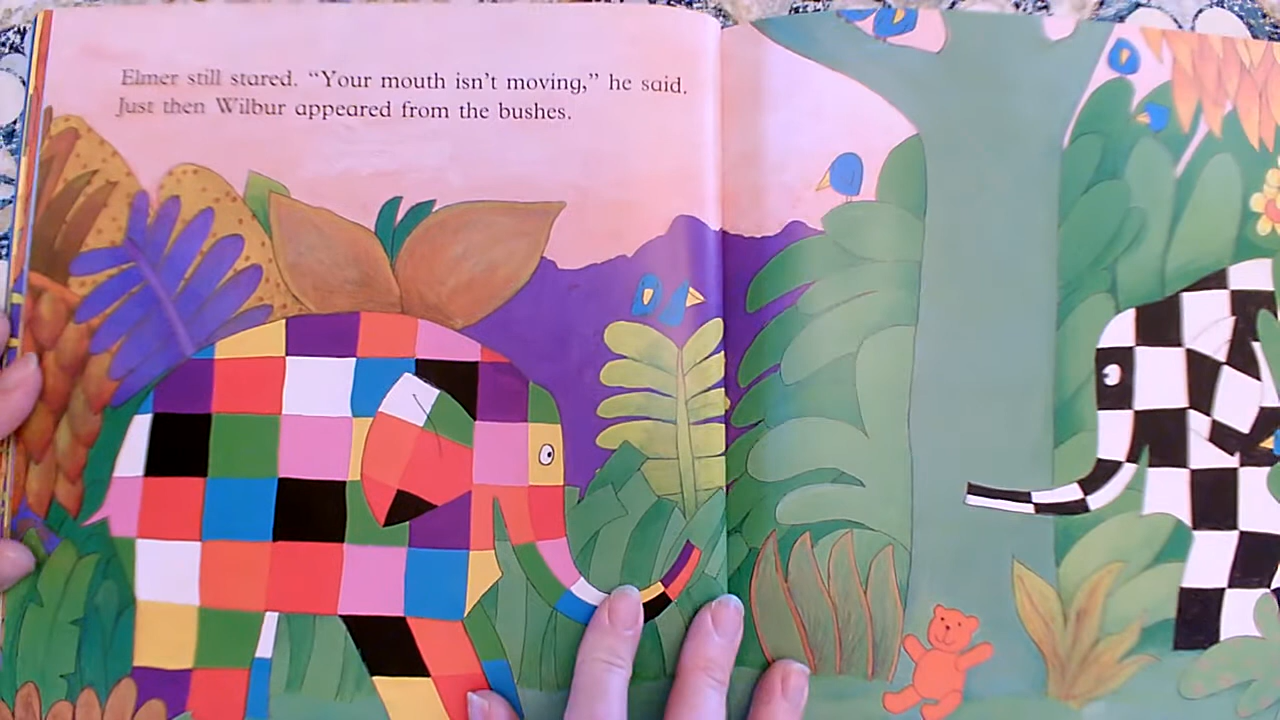 Elmer still stared. “Your mouth isn’t moving,” he said.
Just then Wilbur appeared from the bushes.